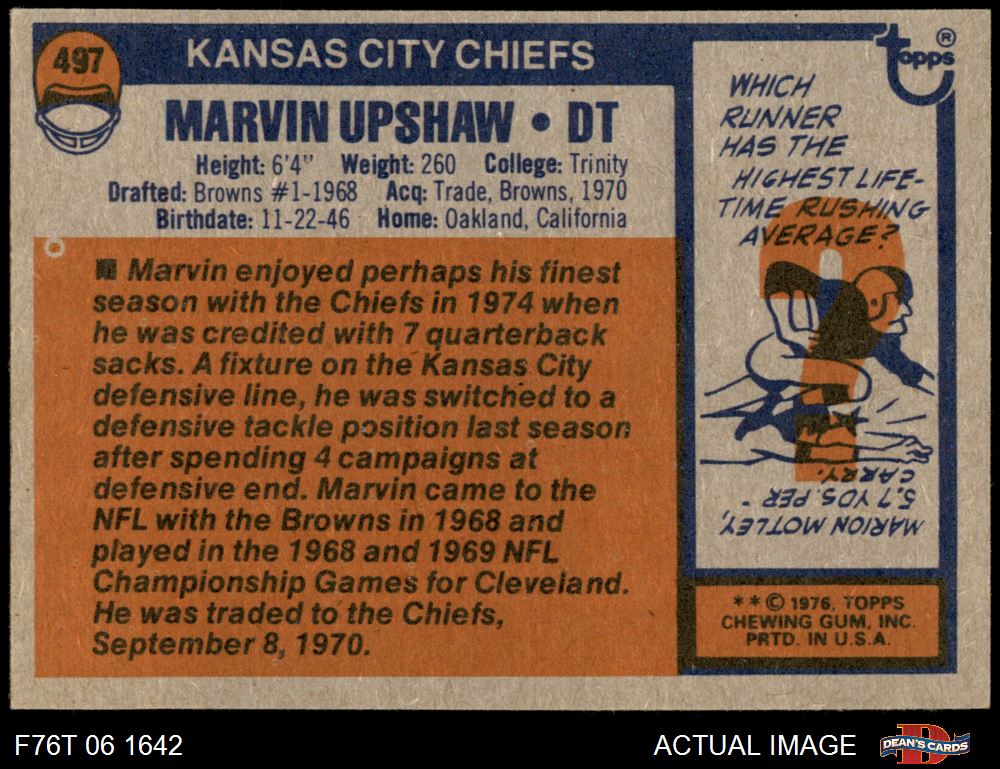 497
KANSAS CITY CHIEFS
MARVIN UPSHAW • DT
Height: 6'4" Weight: 260 College: Trinity
Drafted: Browns #1-1968 Acq: Trade, Browns, 1970
Birthdate: 11-22-46 Home: Oakland, California
■ Marvin enjoyed perhaps his finest
season with the Chiefs in 1974 when
he was credited with 7 quarterback
sacks. A fixture on the Kansas City
defensive line, he was switched to a
defensive tackle position last season
after spending 4 campaigns at
defensive end. Marvin came to the
NFL with the Browns in 1968 and
played in the 1968 and 1969 NFL
Championship Games for Cleveland.
He was traded to the Chiefs,
September 8, 1970.
Topps®
WHICH
RUNNER
HAS THE
HIGHEST LIFE-
TIME RUSHING
AVERAGE?
?
MARION MOTLEY,
5.7 YDS. PER -
CARRY.
**© 1976, TOPPS
CHEWING GUM, INC.
PRTD. IN U.S.A.
F76T 06 1642
ACTUAL IMAGE
D
DEAN'S CARDS